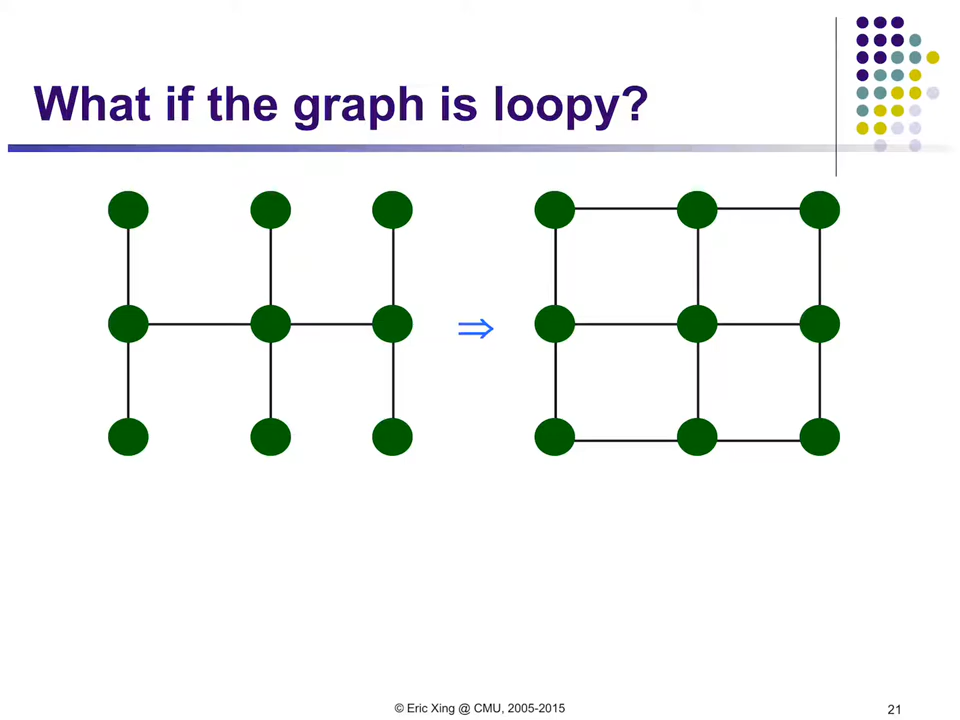 What if the graph is loopy?
⇒
© Eric Xing @ CMU, 2005-2015
21